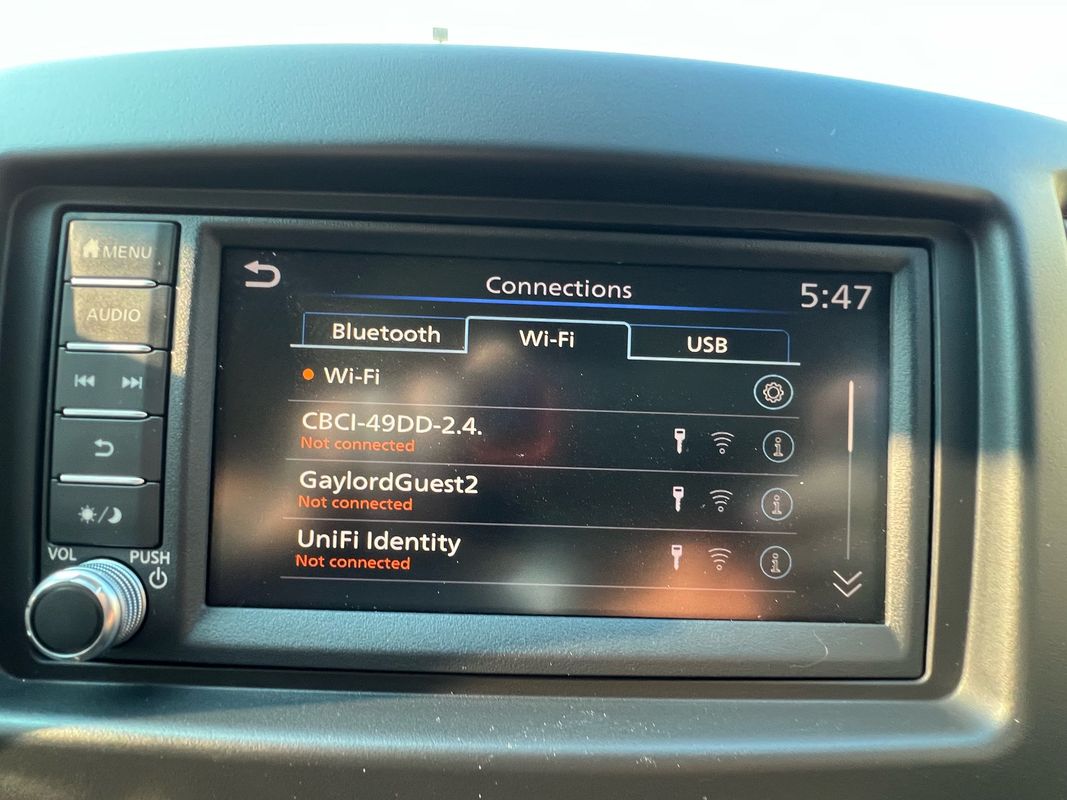 MENU
AUDIO
VOL
PUSH
Connections
5:47
Bluetooth
Wi-Fi
USB
Wi-Fi
CBCI-49DD-2.4.
Not connected
GaylordGuest2
Not connected
UniFi Identity
Not connected